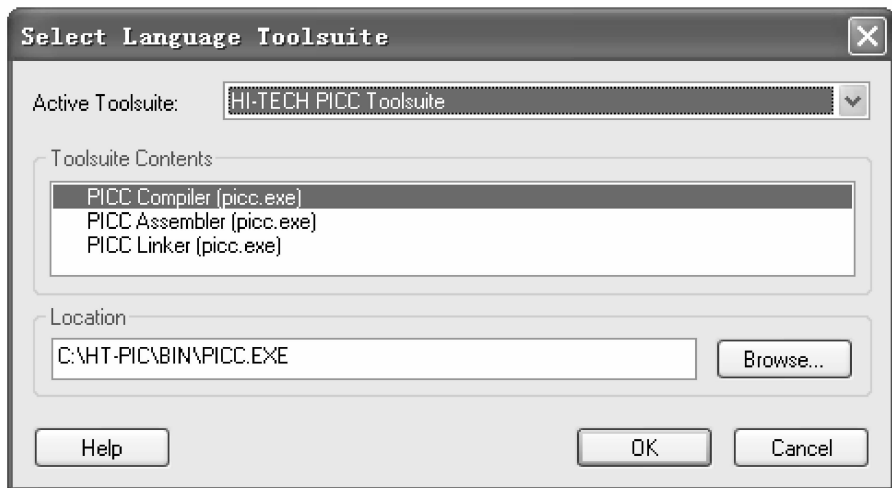 Select Language Toolsuite
Active Toolsuite: HI-TECH PICC Toolsuite
Toolsuite Contents
PICC Compiler (picc.exe)
PICC Assembler (picc.exe)
PICC Linker (picc.exe)
Location
C:\HT-PIC\BIN\PICC.EXE Browse...
Help OK Cancel